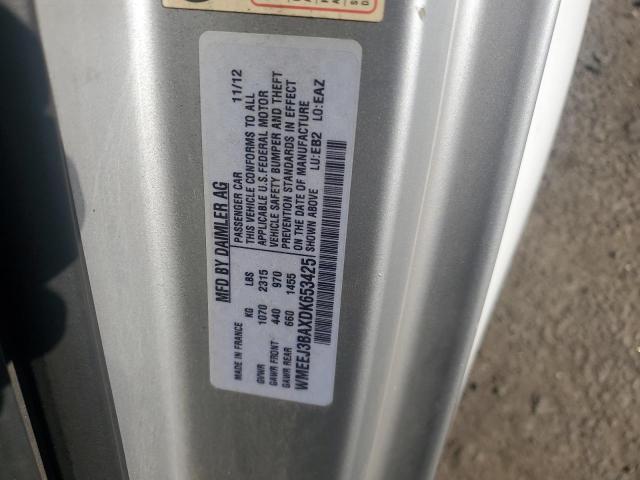 MFD BY DAIMLER AG 11/12
PASSENGER CAR
THIS VEHICLE CONFORMS TO ALL
APPLICABLE U.S. FEDERAL MOTOR
VEHICLE SAFETY BUMPER AND THEFT
PREVENTION STANDARDS IN EFFECT
ON THE DATE OF MANUFACTURE
SHOWN ABOVE LU:EB2 LO:EAZ
MADE IN FRANCE KG LBS
GVWR 1070 2315
GAWR FRONT 440 970
GAWR REAR 660 1455
WMEEJ3BAXDK653425